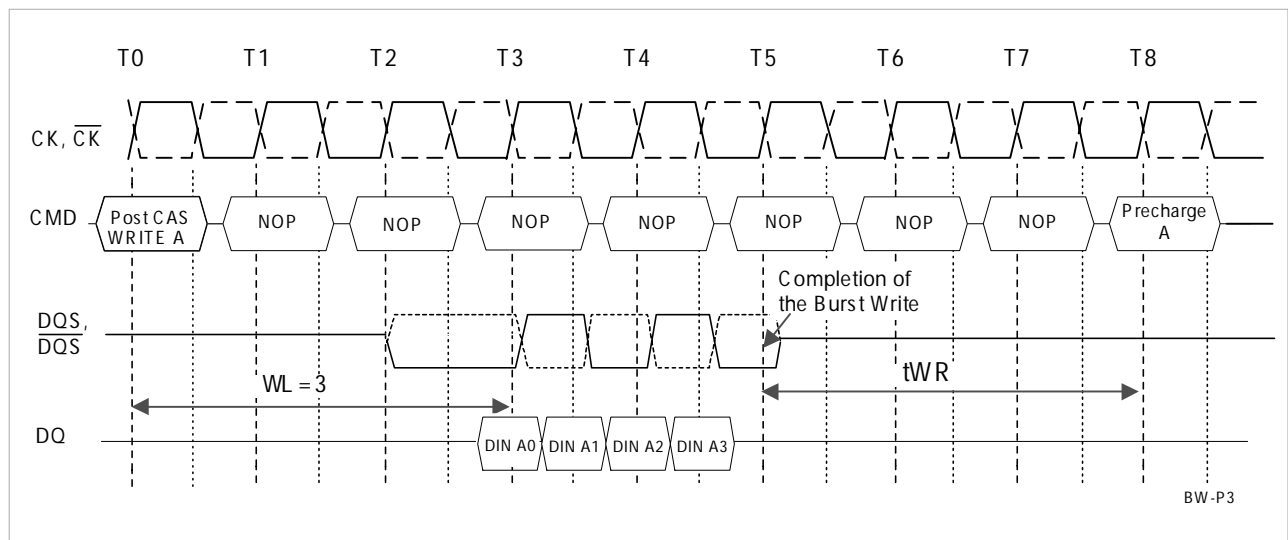 T0 T1 T2 T3 T4 T5 T6 T7 T8
CK, CK
CMD
Post CAS
WRITE A
NOP NOP NOP NOP NOP NOP NOP
Precharge
A
Completion of
the Burst Write
DQS,
DQS
WL = 3
tWR
DQ
DIN A0 DIN A1 DIN A2 DIN A3
BW-P3